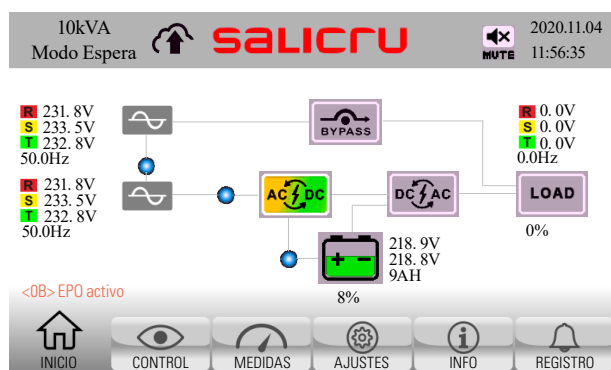 10kVA
Modo Espera
salicru
MUTE
2020.11.04
11:56:35
R 231. 8V
S 233. 5V
T 232. 8V
50.0Hz
BYPASS
R 0. 0V
S 0. 0V
T 0. 0V
0.0Hz
R 231. 8V
S 233. 5V
T 232. 8V
50.0Hz
AC DC
DC AC
LOAD
0%
218. 9V
218. 8V
9AH
8%
<0B> EPO activo
INICIO
CONTROL
MEDIDAS
AJUSTES
INFO
REGISTRO